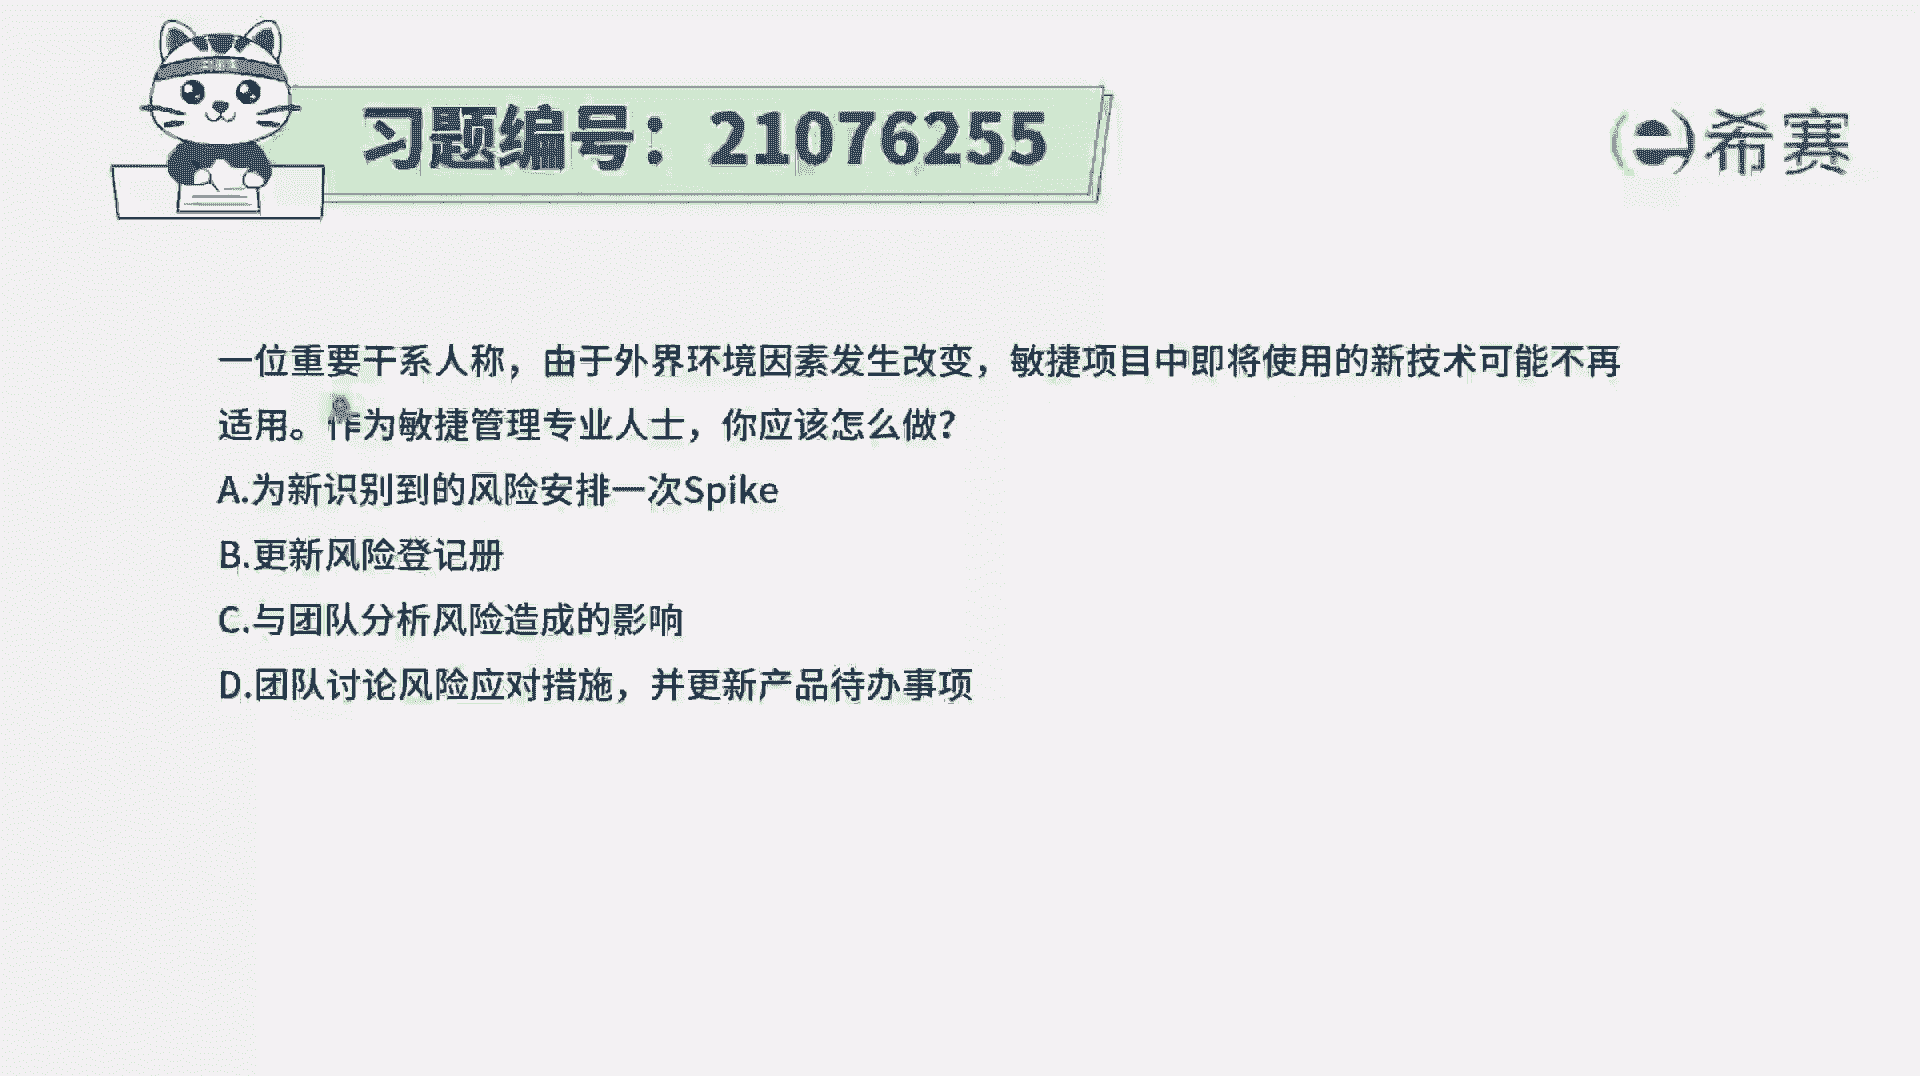 习题编号：21076255
希赛
一位重要干系人称，由于外界环境因素发生改变，敏捷项目中即将使用的新技术可能不再
适用。作为敏捷管理专业人士，你应该怎么做？
A.为新识别到的风险安排一次Spike
B.更新风险登记册
C.与团队分析风险造成的影响
D.团队讨论风险应对措施，并更新产品待办事项